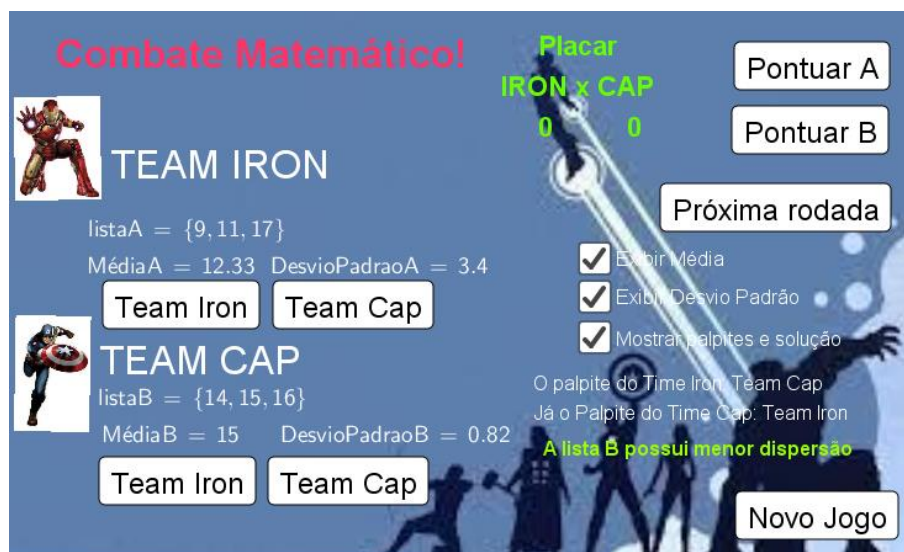 Combate Matemático!
Placar
IRON x CAP
0 0
Pontuar A
Pontuar B
Próxima rodada
TEAM IRON
listaA = {9, 11, 17}
MédiaA = 12.33 DesvioPadraoA = 3.4
Team Iron Team Cap
TEAM CAP
listaB = {14, 15, 16}
MédiaB = 15 DesvioPadraoB = 0.82
Team Iron Team Cap
Exibir Média
Exibir Desvio Padrão
Mostrar palpites e solução
O palpite do Time Iron: Team Cap
Já o Palpite do Time Cap: Team Iron
A lista B possui menor dispersão
Novo Jogo